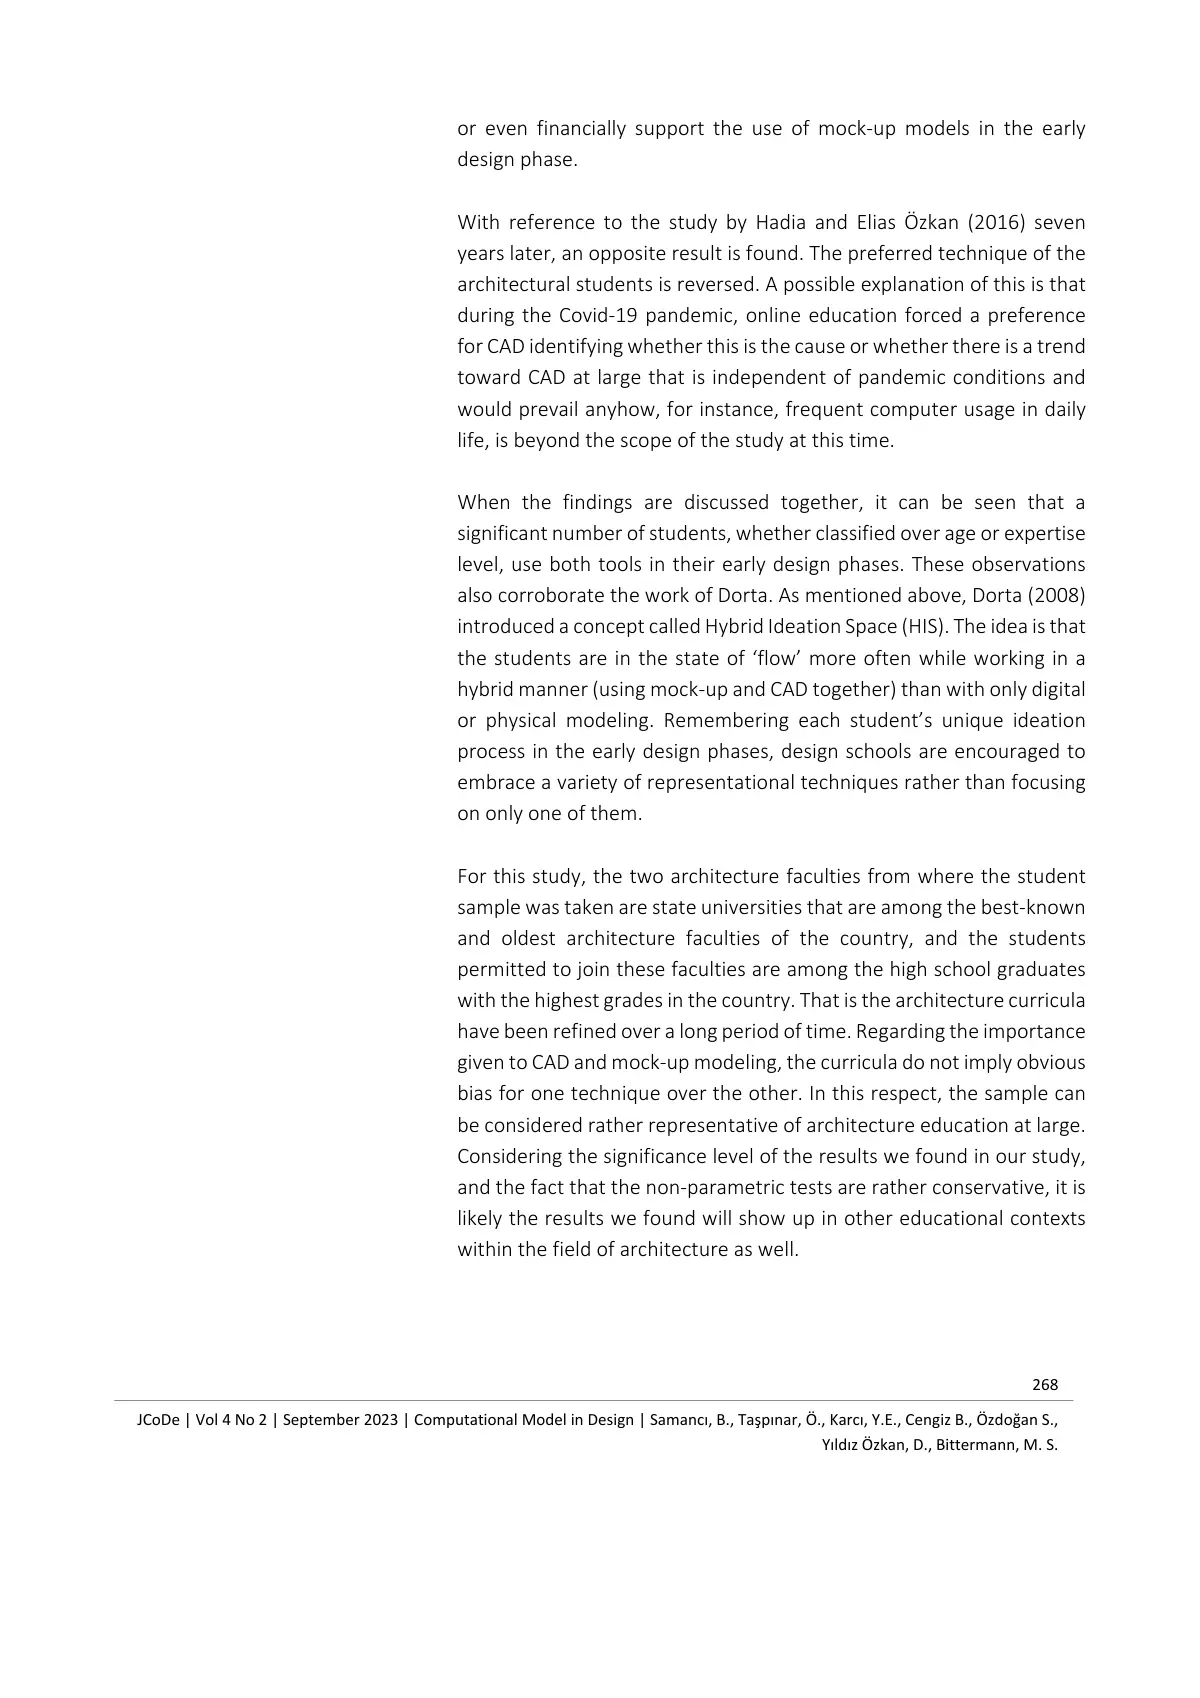 or even financially support the use of mock-up models in the early
design phase.
With reference to the study by Hadia and Elias Özkan (2016) seven
years later, an opposite result is found. The preferred technique of the
architectural students is reversed. A possible explanation of this is that
during the Covid-19 pandemic, online education forced a preference
for CAD identifying whether this is the cause or whether there is a trend
toward CAD at large that is independent of pandemic conditions and
would prevail anyhow, for instance, frequent computer usage in daily
life, is beyond the scope of the study at this time.
When the findings are discussed together, it can be seen that a
significant number of students, whether classified over age or expertise
level, use both tools in their early design phases. These observations
also corroborate the work of Dorta. As mentioned above, Dorta (2008)
introduced a concept called Hybrid Ideation Space (HIS). The idea is that
the students are in the state of ‘flow’ more often while working in a
hybrid manner (using mock-up and CAD together) than with only digital
or physical modeling. Remembering each student’s unique ideation
process in the early design phases, design schools are encouraged to
embrace a variety of representational techniques rather than focusing
on only one of them.
For this study, the two architecture faculties from where the student
sample was taken are state universities that are among the best-known
and oldest architecture faculties of the country, and the students
permitted to join these faculties are among the high school graduates
with the highest grades in the country. That is the architecture curricula
have been refined over a long period of time. Regarding the importance
given to CAD and mock-up modeling, the curricula do not imply obvious
bias for one technique over the other. In this respect, the sample can
be considered rather representative of architecture education at large.
Considering the significance level of the results we found in our study,
and the fact that the non-parametric tests are rather conservative, it is
likely the results we found will show up in other educational contexts
within the field of architecture as well.
268
JCoDe | Vol 4 No 2 | September 2023 | Computational Model in Design | Samancı, B., Taşpınar, Ö., Karcı, Y.E., Cengiz B., Özdoğan S.,
Yıldız Özkan, D., Bittermann, M. S.